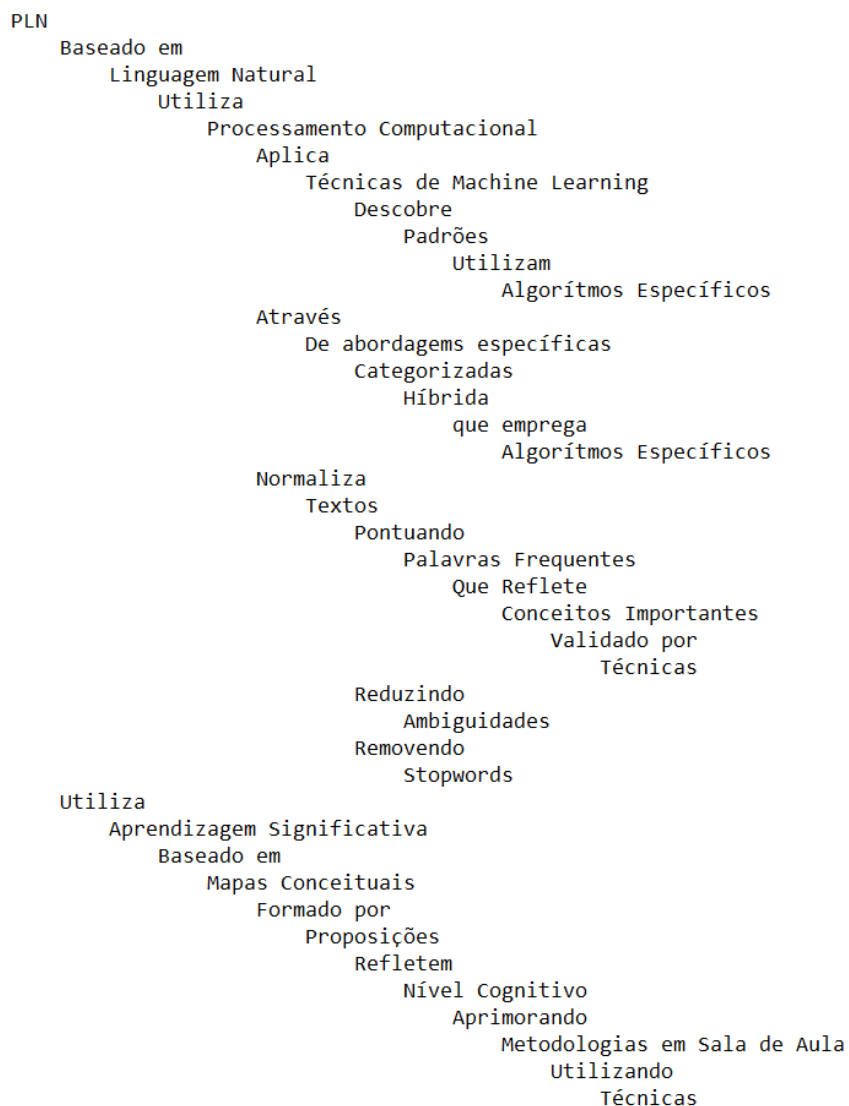 PLN
Baseado em
Linguagem Natural
Utiliza
Processamento Computacional
Aplica
Técnicas de Machine Learning
Descobre
Padrões
Utilizam
Algorítmos Específicos
Através
De abordagems específicas
Categorizadas
Híbrida
que emprega
Algorítmos Específicos
Normaliza
Textos
Pontuando
Palavras Frequentes
Que Reflete
Conceitos Importantes
Validado por
Técnicas
Reduzindo
Ambiguidades
Removendo
Stopwords
Utiliza
Aprendizagem Significativa
Baseado em
Mapas Conceituais
Formado por
Proposições
Refletem
Nível Cognitivo
Aprimorando
Metodologias em Sala de Aula
Utilizando
Técnicas